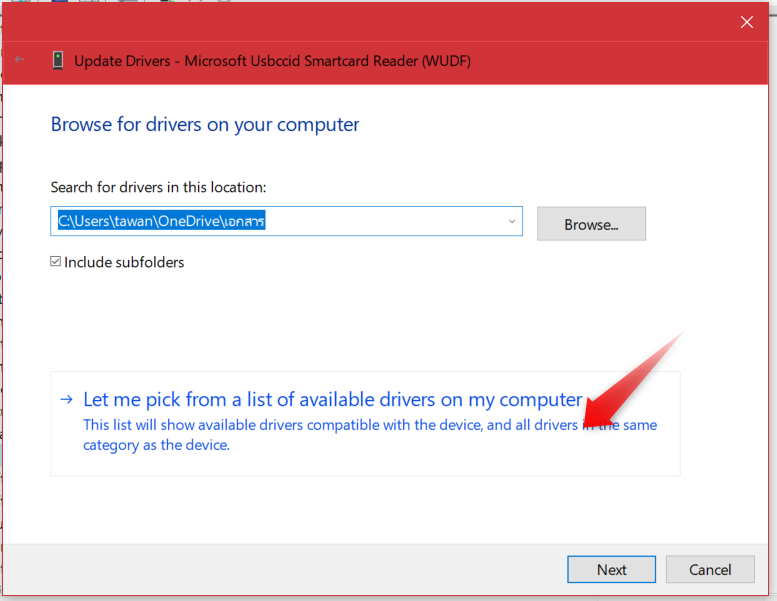 Update Drivers - Microsoft Usbccid Smartcard Reader (WUDF)
Browse for drivers on your computer
Search for drivers in this location:
C:\Users\tawan\OneDrive\เอกสาร
Browse...
Include subfolders
Let me pick from a list of available drivers on my computer
This list will show available drivers compatible with the device, and all drivers in the same
category as the device.
Next
Cancel